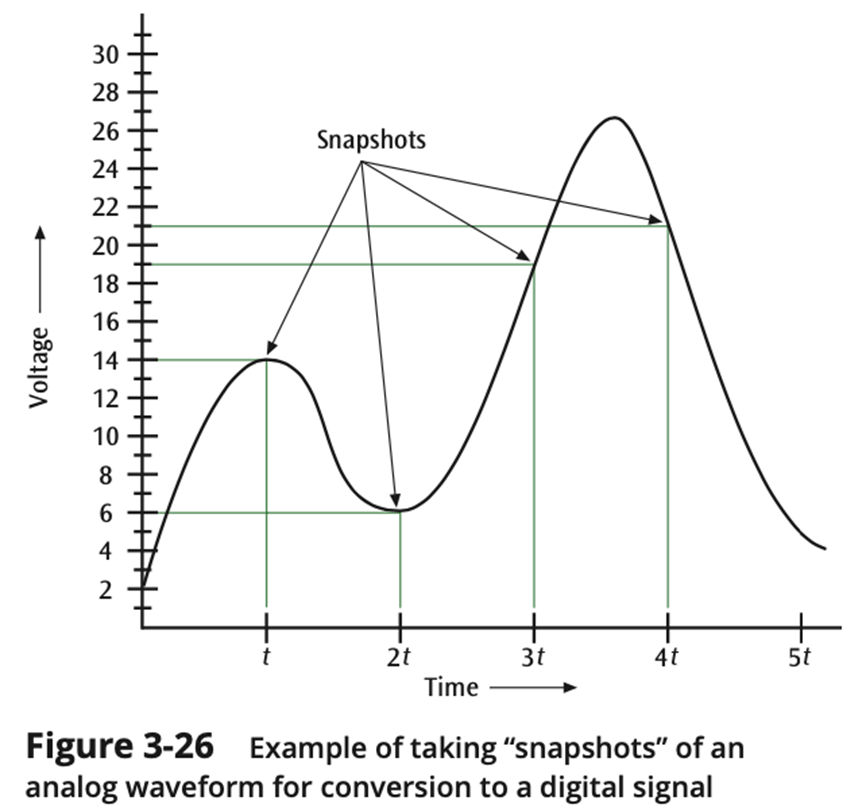 30
28
26
Snapshots
24
22
20
18
16
14
12
10
8
6
4
2
Voltage
t 2t 3t 4t 5t
Time
Figure 3-26 Example of taking “snapshots” of an
analog waveform for conversion to a digital signal